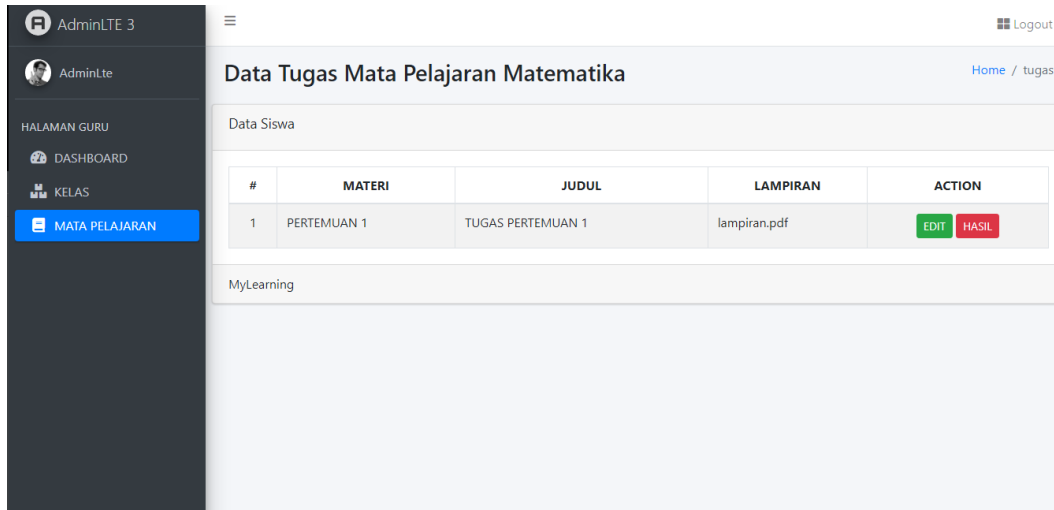 AdminLTE 3
Logout
AdminLte
Data Tugas Mata Pelajaran Matematika
Home / tugas
HALAMAN GURU
DASHBOARD
KELAS
MATA PELAJARAN
Data Siswa
# MATERI JUDUL LAMPIRAN ACTION
1 PERTEMUAN 1 TUGAS PERTEMUAN 1 lampiran.pdf EDIT HASIL
MyLearning